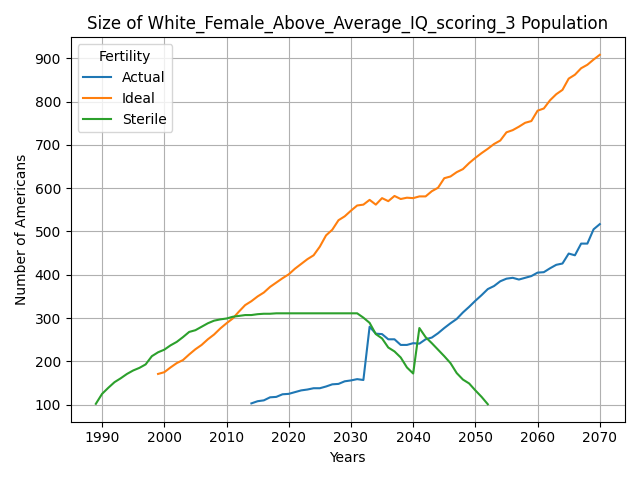 Size of White_Female_Above_Average_IQ_scoring_3 Population
Number of Americans
900
800
700
600
500
400
300
200
100
Fertility
Actual
Ideal
Sterile
1990 2000 2010 2020 2030 2040 2050 2060 2070
Years